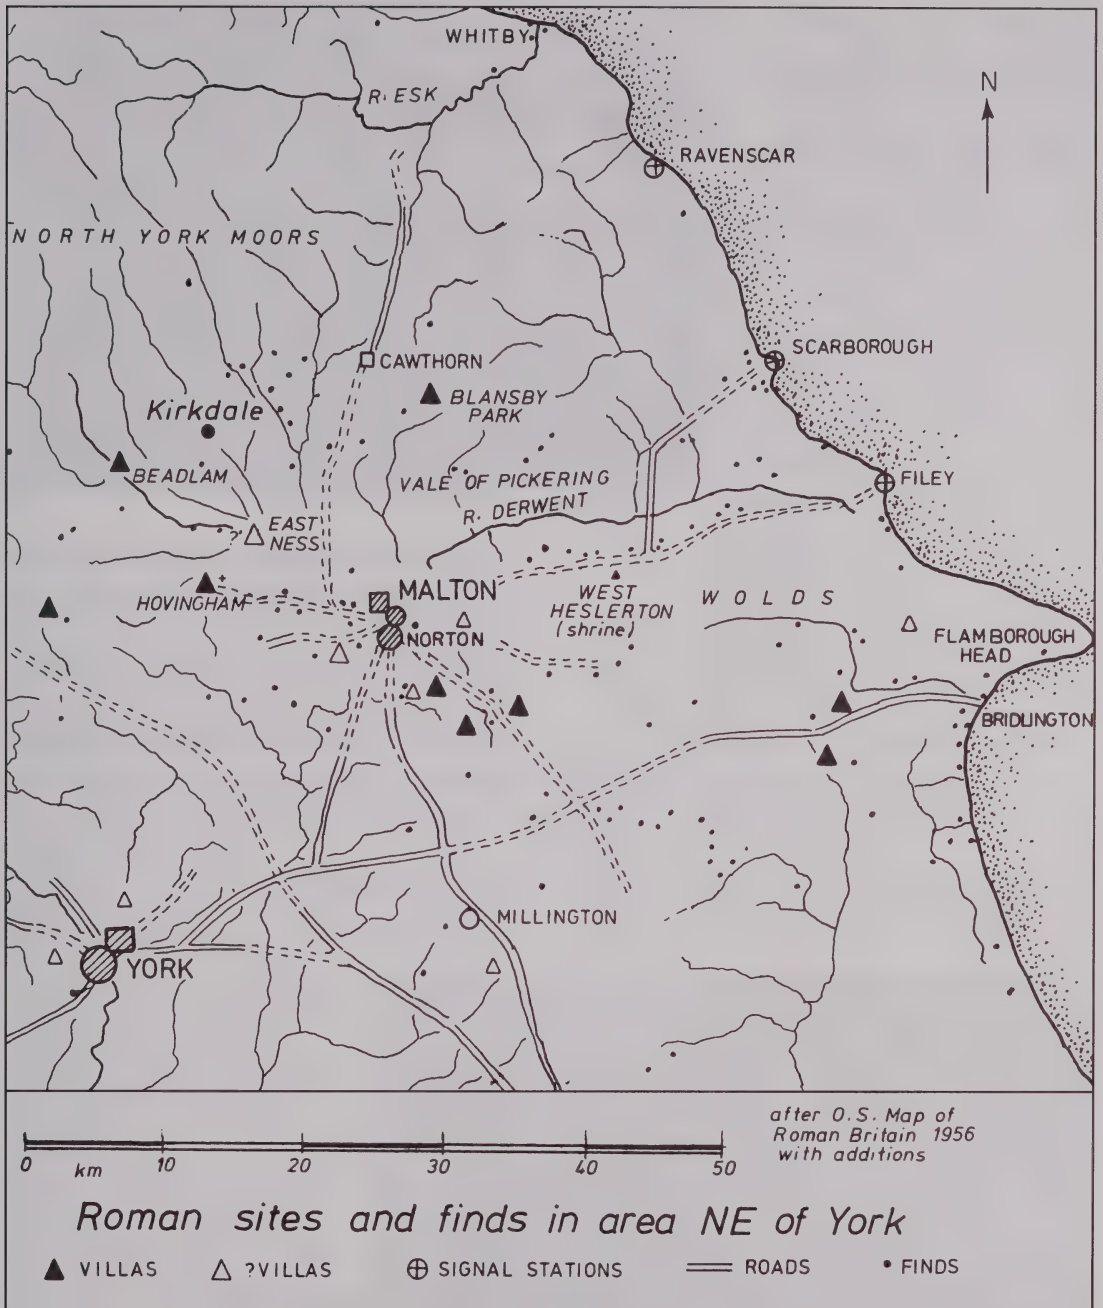 WHITBY
R. ESK
N
RAVENSCAR
NORTH YORK MOORS
SCARBOROUGH
CAWTHORN
BLANSBY
PARK
Kirkdale
BEADLAM
VALE OF PICKERING
R. DERWENT
FILEY
?
EAST
NESS
HOVINGHAM
MALTON
NORTON
WEST
HESLERTON
(shrine)
WOLDS
FLAMBOROUGH
HEAD
BRIDLINGTON
MILLINGTON
YORK
after O.S. Map of
Roman Britain 1956
with additions
0 10 20 30 40 50
km
Roman sites and finds in area NE of York
VILLAS ?VILLAS SIGNAL STATIONS ROADS FINDS